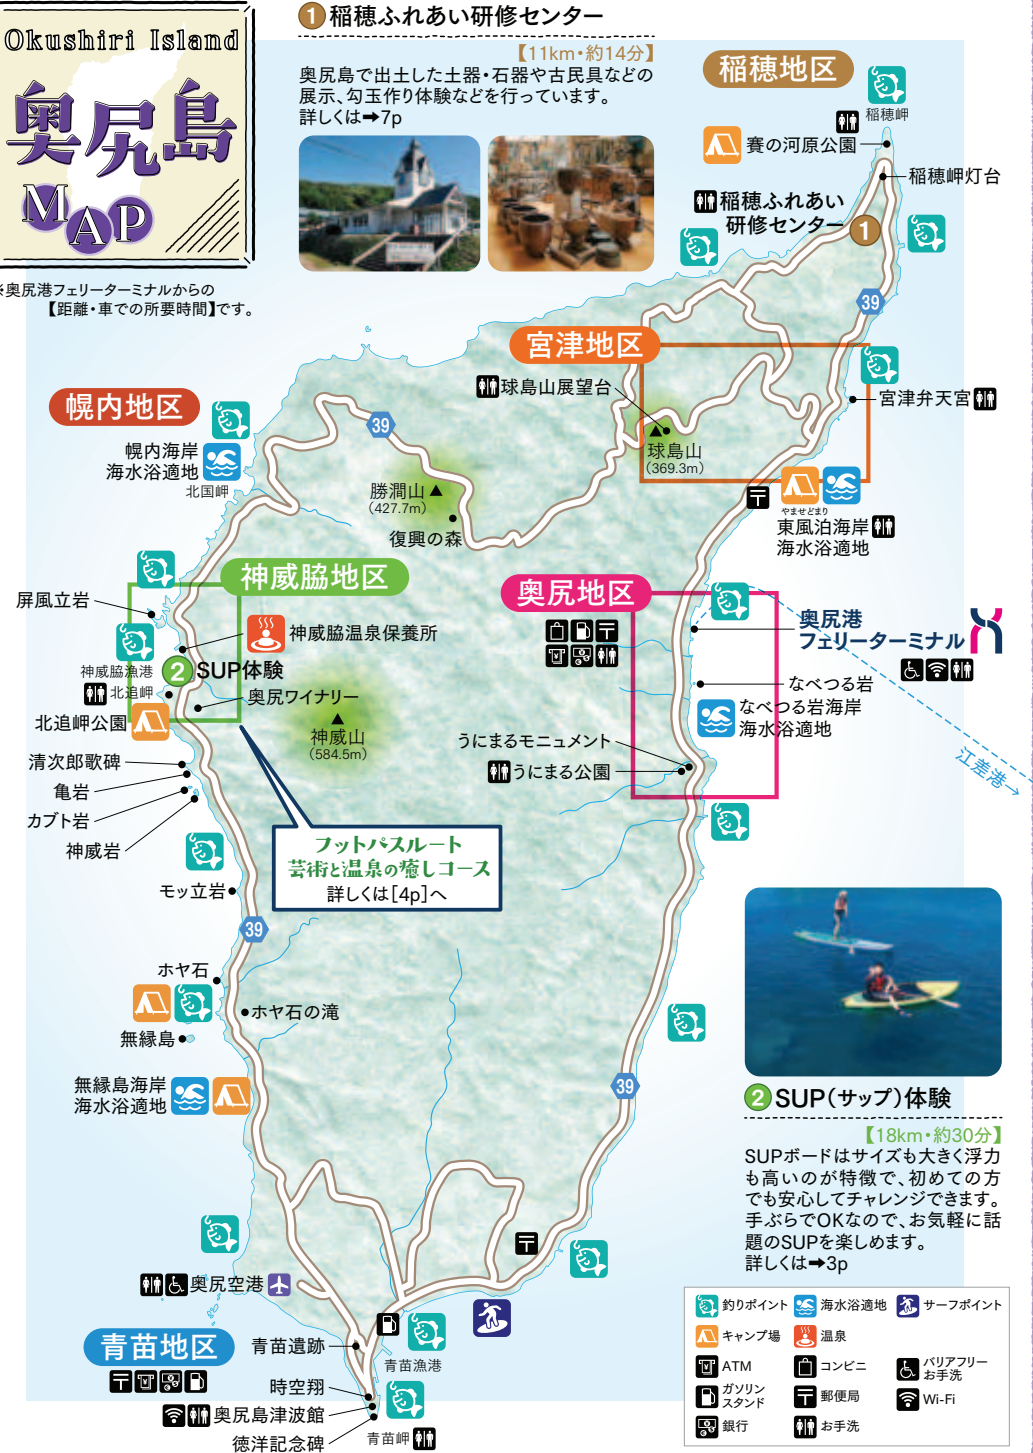 Okushiri Island
奥尻島
MAP
※奥尻港フェリーターミナルからの
【距離・車での所要時間】です。
1 稲穂ふれあい研修センター
【11km・約14分】
奥尻島で出土した土器・石器や古民具などの
展示、勾玉作り体験などを行っています。
詳しくは➡7p
稲穂地区
稲穂岬
賽の河原公園
稲穂岬灯台
稲穂ふれあい
研修センター
1
39
宮津地区
球島山展望台
宮津弁天宮
球島山
(369.3m)
幌内地区
39
幌内海岸
海水浴適地
北国岬
勝澗山
(427.7m)
復興の森
やませどまり
東風泊海岸
海水浴適地
神威脇地区
奥尻地区
屏風立岩
神威脇温泉保養所
奥尻港
フェリーターミナル
神威脇漁港
2 SUP体験
北追岬
奥尻ワイナリー
なべつる岩
北追岬公園
なべつる岩海岸
海水浴適地
神威山
(584.5m)
うにまるモニュメント
うにまる公園
江差港→
清次郎歌碑
亀岩
カブト岩
神威岩
フットパスルート
芸術と温泉の癒しコース
詳しくは[4p]へ
モッ立岩
39
ホヤ石
ホヤ石の滝
無縁島
無縁島海岸
海水浴適地
39
2 SUP(サップ)体験
【18km・約30分】
SUPボードはサイズも大きく浮力
も高いのが特徴で、初めての方
でも安心してチャレンジできます。
手ぶらでOKなので、お気軽に話
題のSUPを楽しめます。
詳しくは➡3p
奥尻空港
青苗地区
青苗遺跡
青苗漁港
時空翔
奥尻島津波館
徳洋記念碑
青苗岬
釣りポイント
海水浴適地
サーフポイント
キャンプ場
温泉
ATM
コンビニ
バリアフリー
お手洗
ガソリン
スタンド
郵便局
Wi-Fi
銀行
お手洗